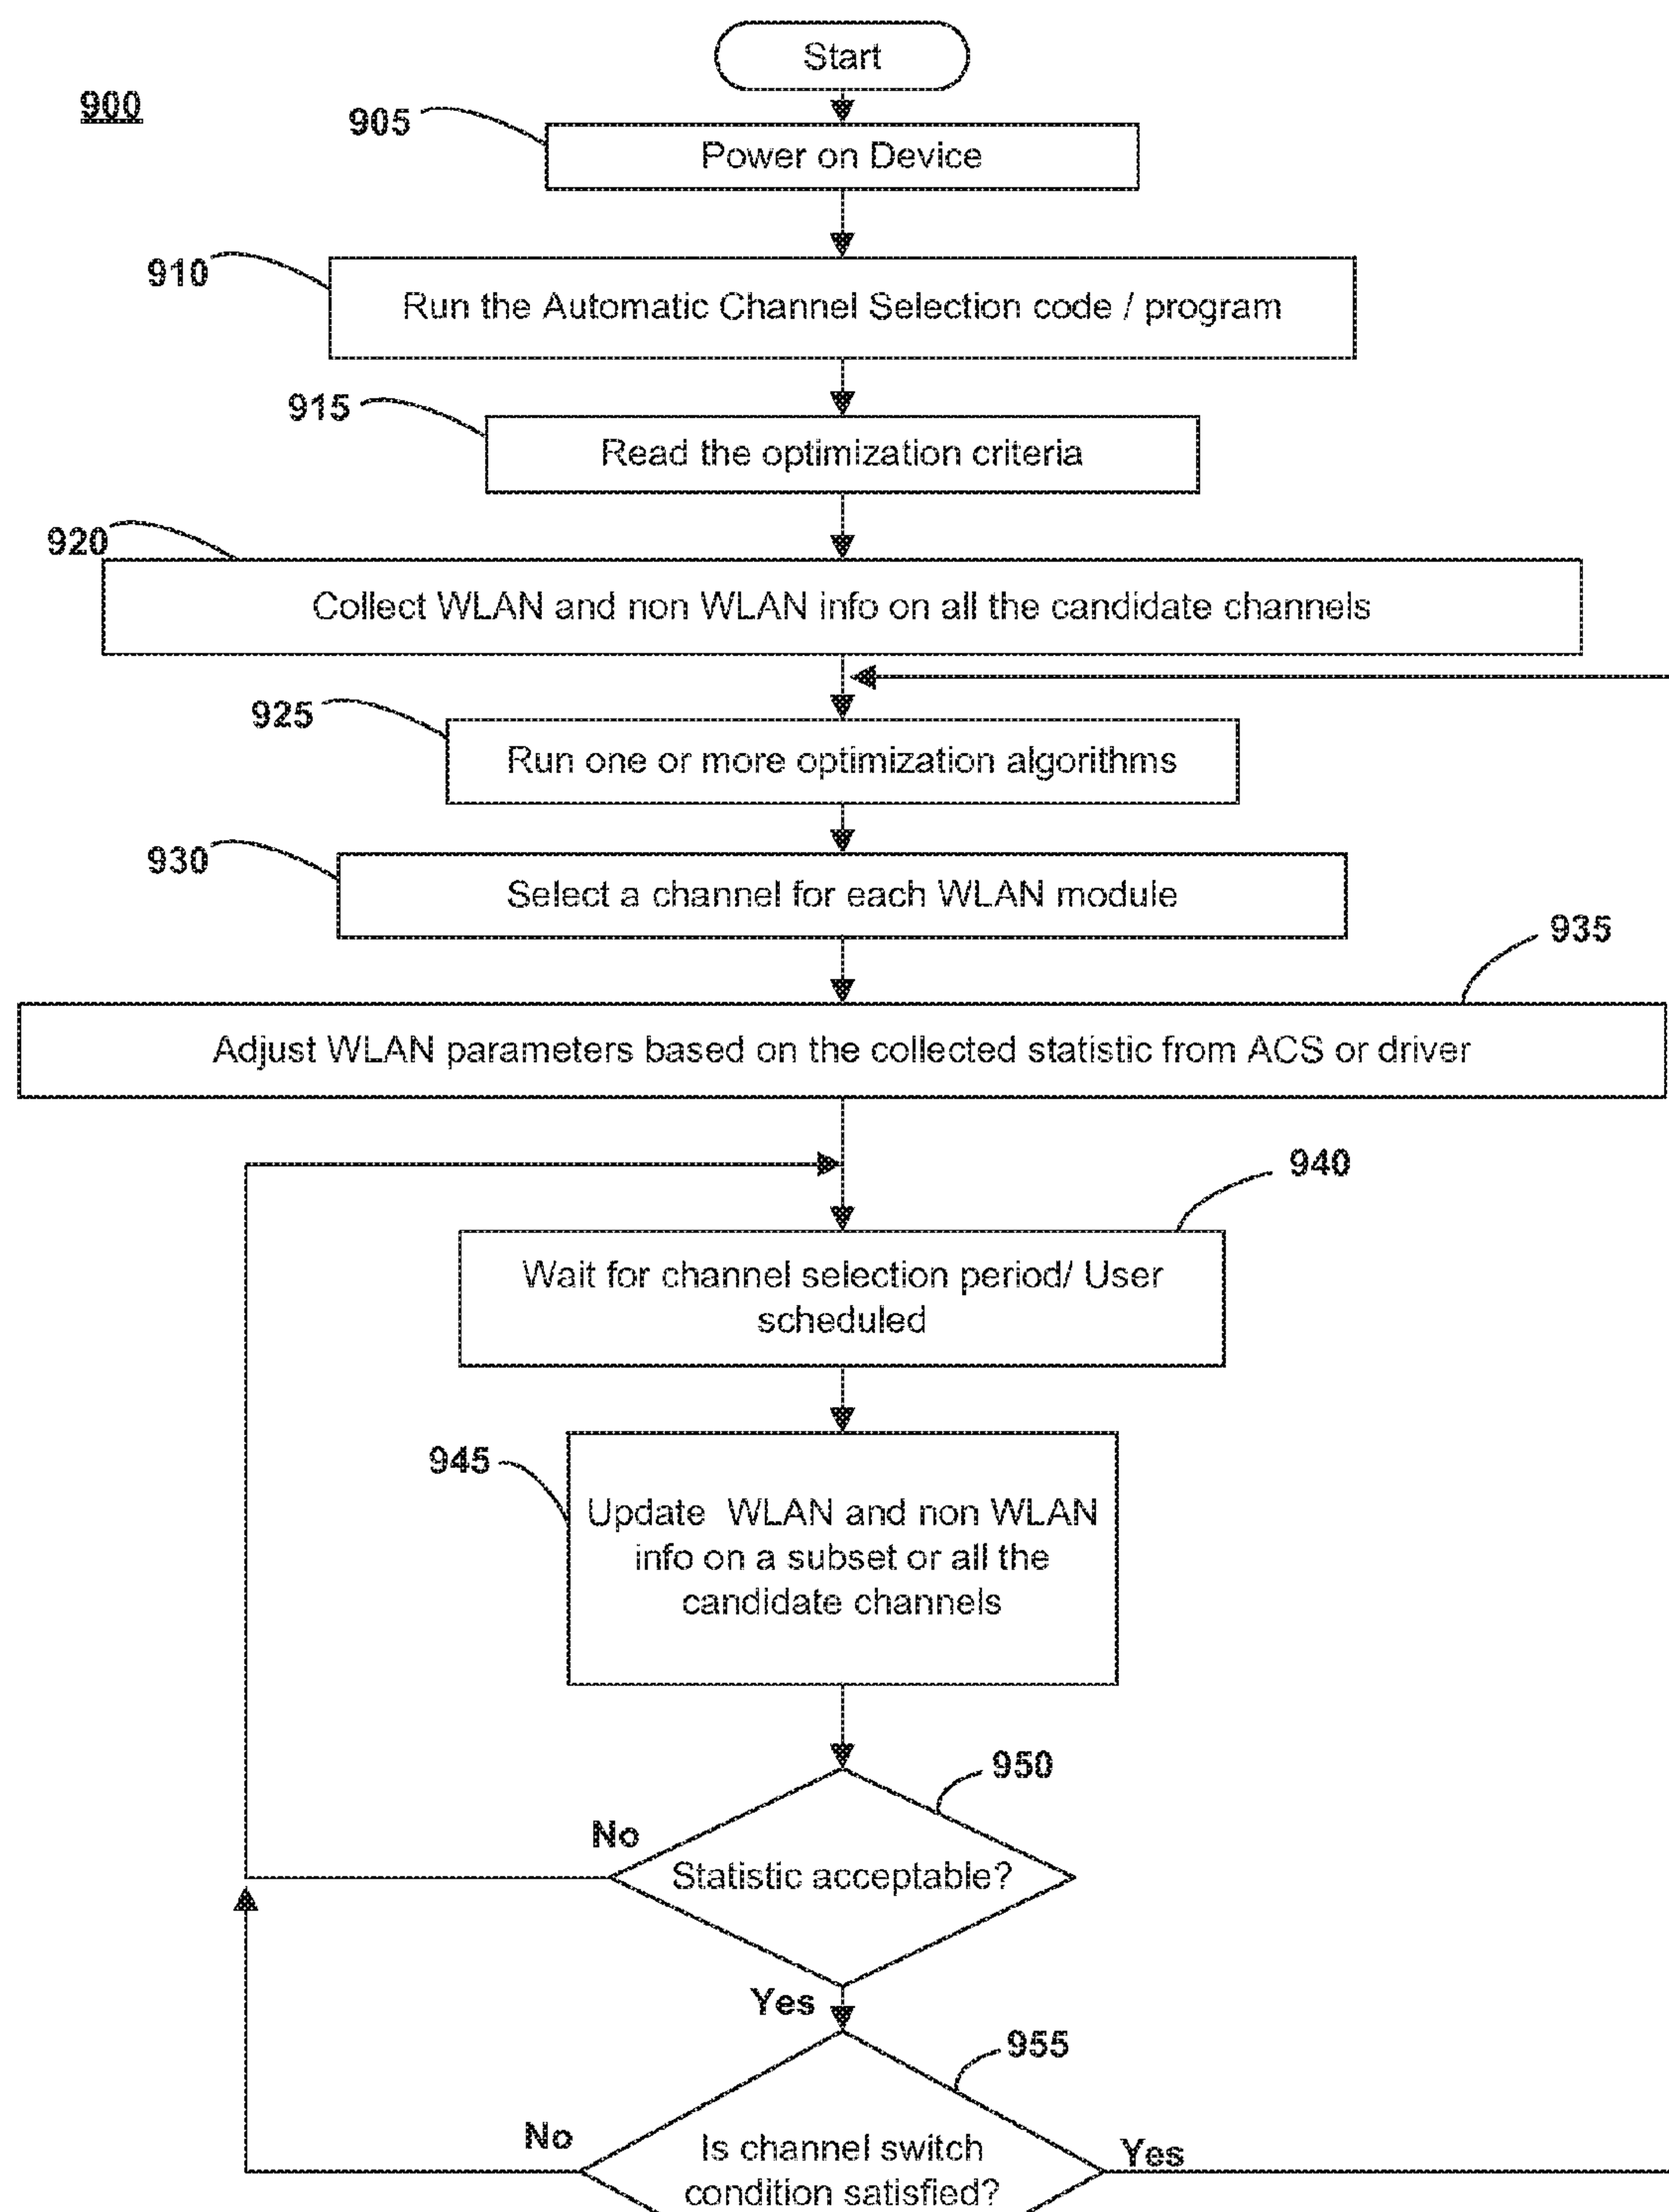 Start
900
905
Power on Device
910
Run the Automatic Channel Selection code / program
915
Read the optimization criteria
920
Collect WLAN and non WLAN info on all the candidate channels
925
Run one or more optimization algorithms
930
Select a channel for each WLAN module
935
Adjust WLAN parameters based on the collected statistic from ACS or driver
940
Wait for channel selection period/ User
scheduled
945
Update  WLAN and non WLAN
info on a subset or all the
candidate channels
950
No
Statistic acceptable?
Yes
955
No
Is channel switch
condition satisfied?
Yes